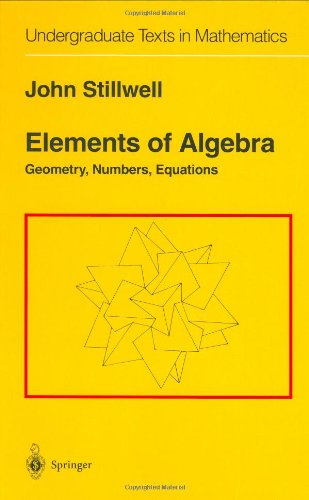 Undergraduate Texts in Mathematics
John Stillwell
Elements of Algebra
Geometry, Numbers, Equations
Springer